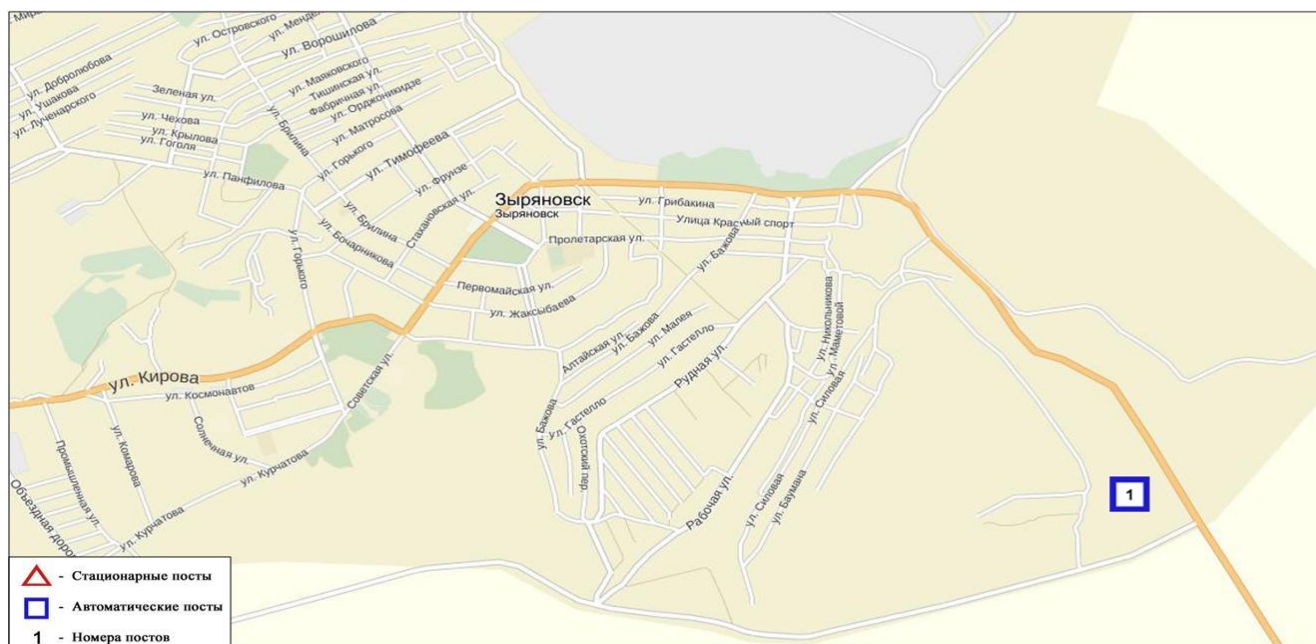 ул. Островского
ул. Ворошилова
ул. Добролюбова
ул. Ушакова
ул. Лученарского
Зеленая ул.
ул. Чехова
ул. Крылова
ул. Гоголя
ул. Маяковского
Тишинская ул.
Фабричная ул.
ул. Орджоникидзе
ул. Матросова
ул. Брилина
ул. Горького
ул. Тимофеева
ул. Панфилова
ул. Фрунзе
Стахановская ул.
Зыряновск
Зыряновск
ул. Грибакина
Улица Красный спорт
Пролетарская ул.
ул. Бажова
ул. Брилина
ул. Бочарникова
ул. Горького
Первомайская ул.
ул. Жаксыбаева
ул. Никольникова
ул. Маметовой
Алтайская ул.
ул. Бажова
ул. Малея
ул. Гастелло
Рудная ул.
ул. Кирова
ул. Космонавтов
Советская ул.
ул. Силовая
ул. Бажова
ул. Гастелло
Охотский пер.
Солнечная ул.
ул. Комарова
Промышленная ул.
ул. Курчатова
ул. Курчатова
Рабочая ул.
ул. Силовая
ул. Баумана
1
- Стационарные посты
- Автоматические посты
1 - Номера постов